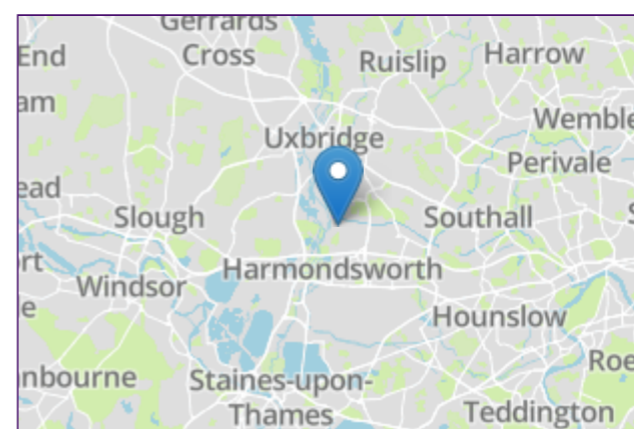 Gerrards
Cross
End
Ruislip
Harrow
am
Wemble
Uxbridge
Perivale
ead
Slough
Southall
S
rt
Harmondsworth
Windsor
e
Hounslow
Roe
nbourne
Staines-upon-
Thames
Teddington